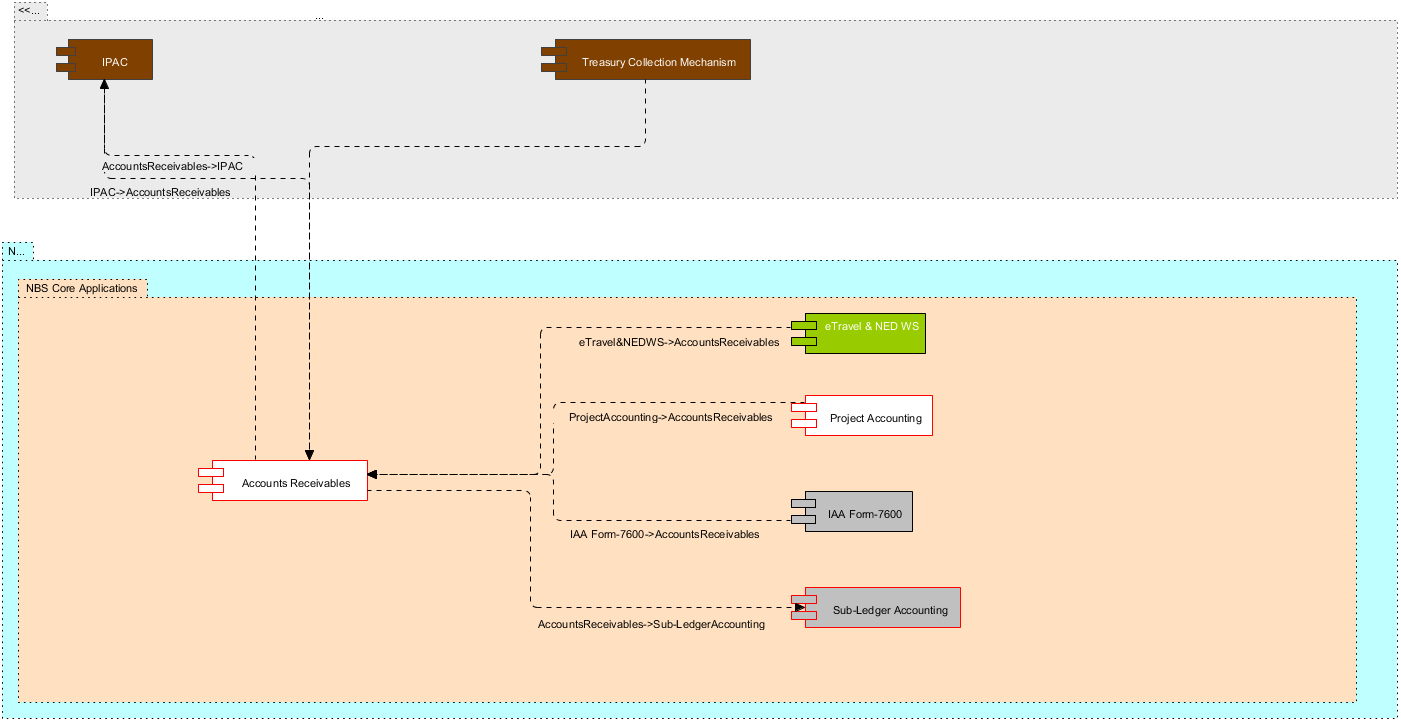 <<...
...
IPAC
Treasury Collection Mechanism
AccountsReceivables->IPAC
IPAC->AccountsReceivables
N...
NBS Core Applications
eTravel & NED WS
eTravel&NEDWS->AccountsReceivables
ProjectAccounting->AccountsReceivables
Project Accounting
Accounts Receivables
IAA Form-7600
IAA Form-7600->AccountsReceivables
Sub-Ledger Accounting
AccountsReceivables->Sub-LedgerAccounting